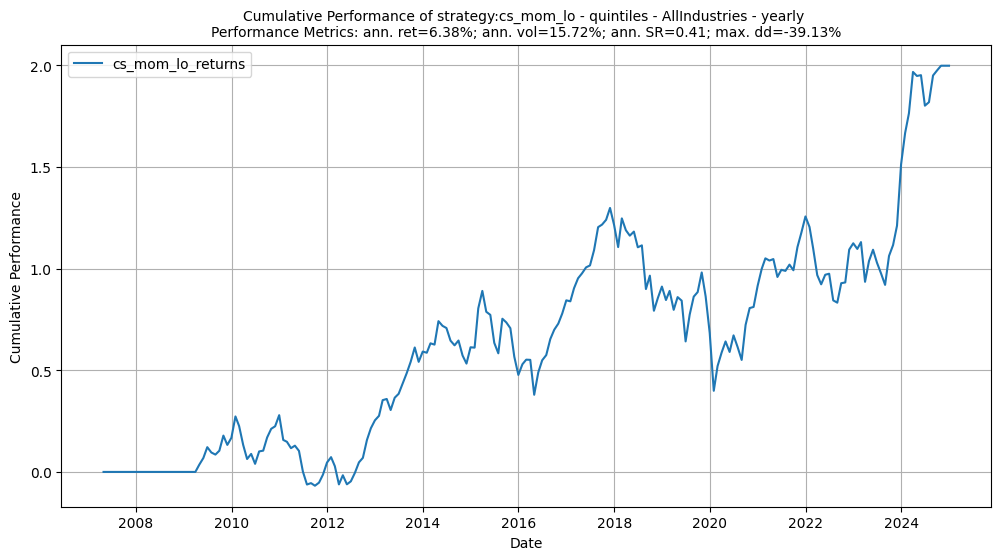 Cumulative Performance of strategy:cs_mom_lo - quintiles - AllIndustries - yearly
Performance Metrics: ann. ret=6.38%; ann. vol=15.72%; ann. SR=0.41; max. dd=-39.13%
cs_mom_lo_returns
Cumulative Performance
2.0
1.5
1.0
0.5
0.0
2008 2010 2012 2014 2016 2018 2020 2022 2024
Date